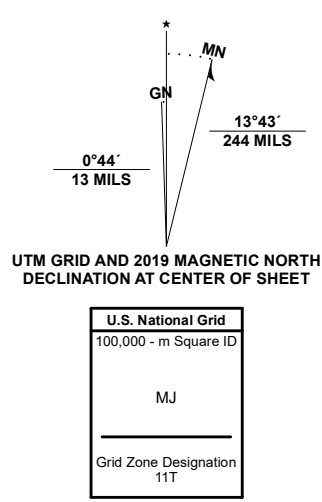 ★
MN
GN
13°43´
244 MILS
0°44´
13 MILS
UTM GRID AND 2019 MAGNETIC NORTH
DECLINATION AT CENTER OF SHEET
U.S. National Grid
100,000 - m Square ID
MJ
Grid Zone Designation
11T